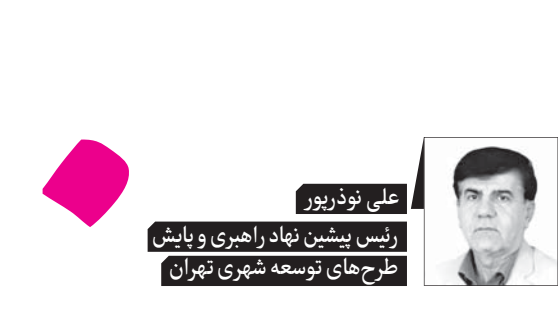 علی نوذرپور
رئیس پیشین نهاد راهبری و پایش
طرح‌های توسعه شهری تهران